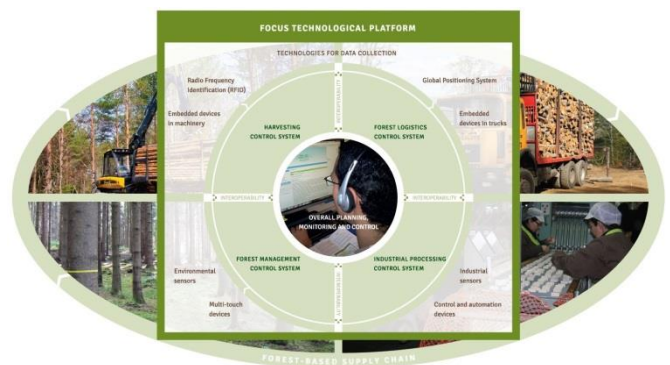 FOCUS TECHNOLOGICAL PLATFORM
TECHNOLOGIES FOR DATA COLLECTION
Radio Frequency
Identification (RFID)
Global Positioning System
Embedded devices
in machinery
Embedded
devices in trucks
INTEROPERABILITY
HARVESTING
CONTROL SYSTEM
FOREST LOGISTICS
CONTROL SYSTEM
INTEROPERABILITY
INTEROPERABILITY
OVERALL PLANNING,
MONITORING AND CONTROL
FOREST MANAGEMENT
CONTROL SYSTEM
INDUSTRIAL PROCESSING
CONTROL SYSTEM
INTEROPERABILITY
Environmental
sensors
Industrial
sensors
Multi-touch
devices
Control and automation
devices
FOREST-BASED SUPPLY CHAIN